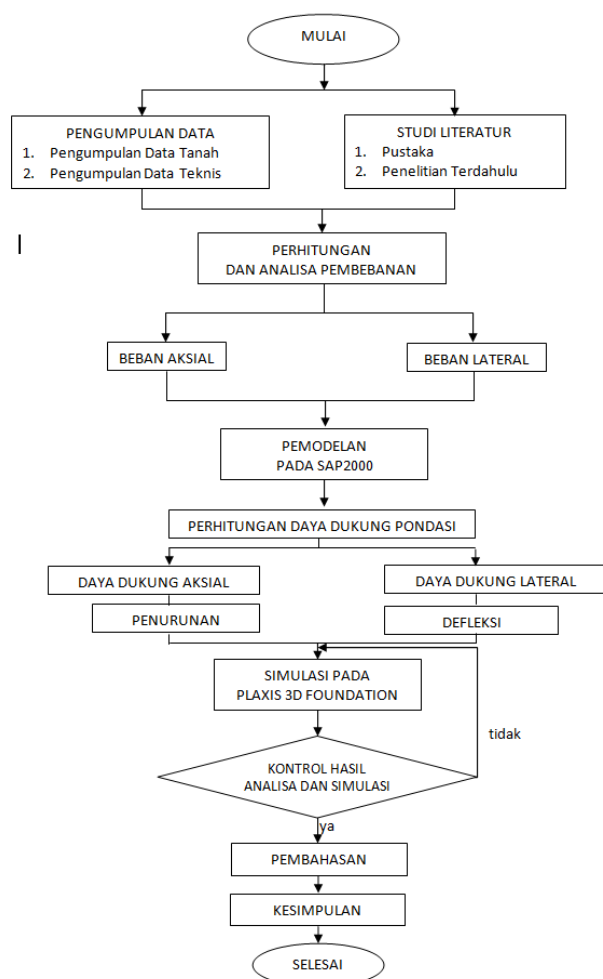 MULAI
PENGUMPULAN DATA
1. Pengumpulan Data Tanah
2. Pengumpulan Data Teknis
STUDI LITERATUR
1. Pustaka
2. Penelitian Terdahulu
PERHITUNGAN
DAN ANALISA PEMBEBANAN
BEBAN AKSIAL
BEBAN LATERAL
PEMODELAN
PADA SAP2000
PERHITUNGAN DAYA DUKUNG PONDASI
DAYA DUKUNG AKSIAL
DAYA DUKUNG LATERAL
PENURUNAN
DEFLEKSI
SIMULASI PADA
PLAXIS 3D FOUNDATION
tidak
KONTROL HASIL
ANALISA DAN SIMULASI
ya
PEMBAHASAN
KESIMPULAN
SELESAI